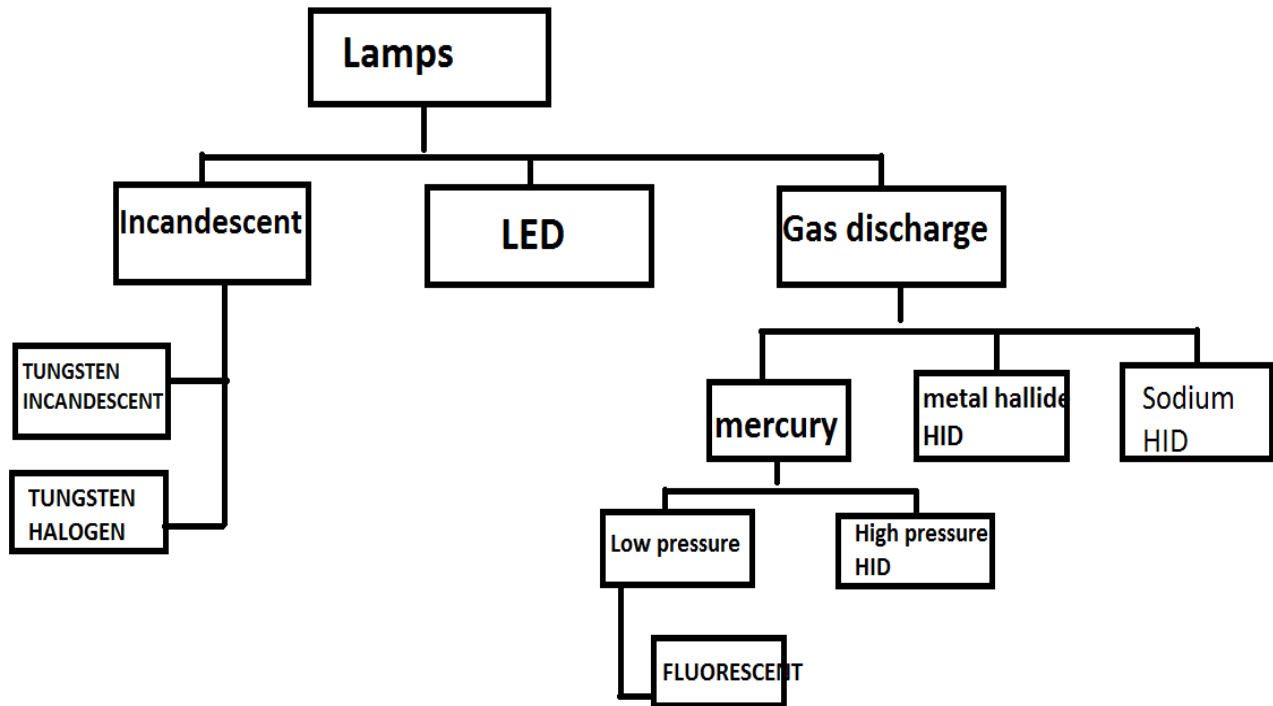 Lamps
Incandescent
LED
Gas discharge
TUNGSTEN
INCANDESCENT
TUNGSTEN
HALOGEN
mercury
metal hallide
HID
Sodium
HID
Low pressure
High pressure
HID
FLUORESCENT